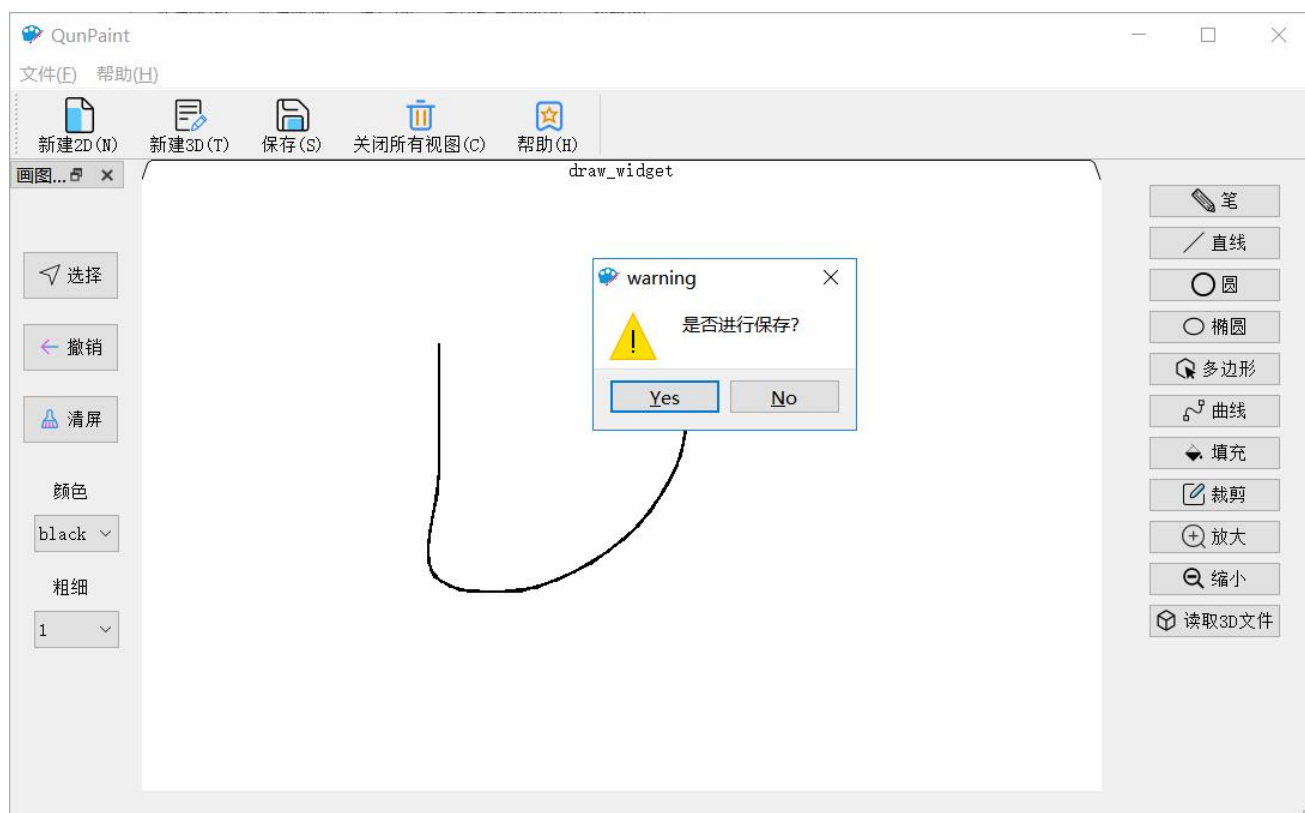 QunPaint
文件(F) 帮助(H)
新建2D(N) 新建3D(T) 保存(S) 关闭所有视图(C) 帮助(H)
画图...
draw_widget
选择
撤销
清屏
颜色
black
粗细
1
warning
是否进行保存?
Yes No
笔
直线
圆
椭圆
多边形
曲线
填充
裁剪
放大
缩小
读取3D文件